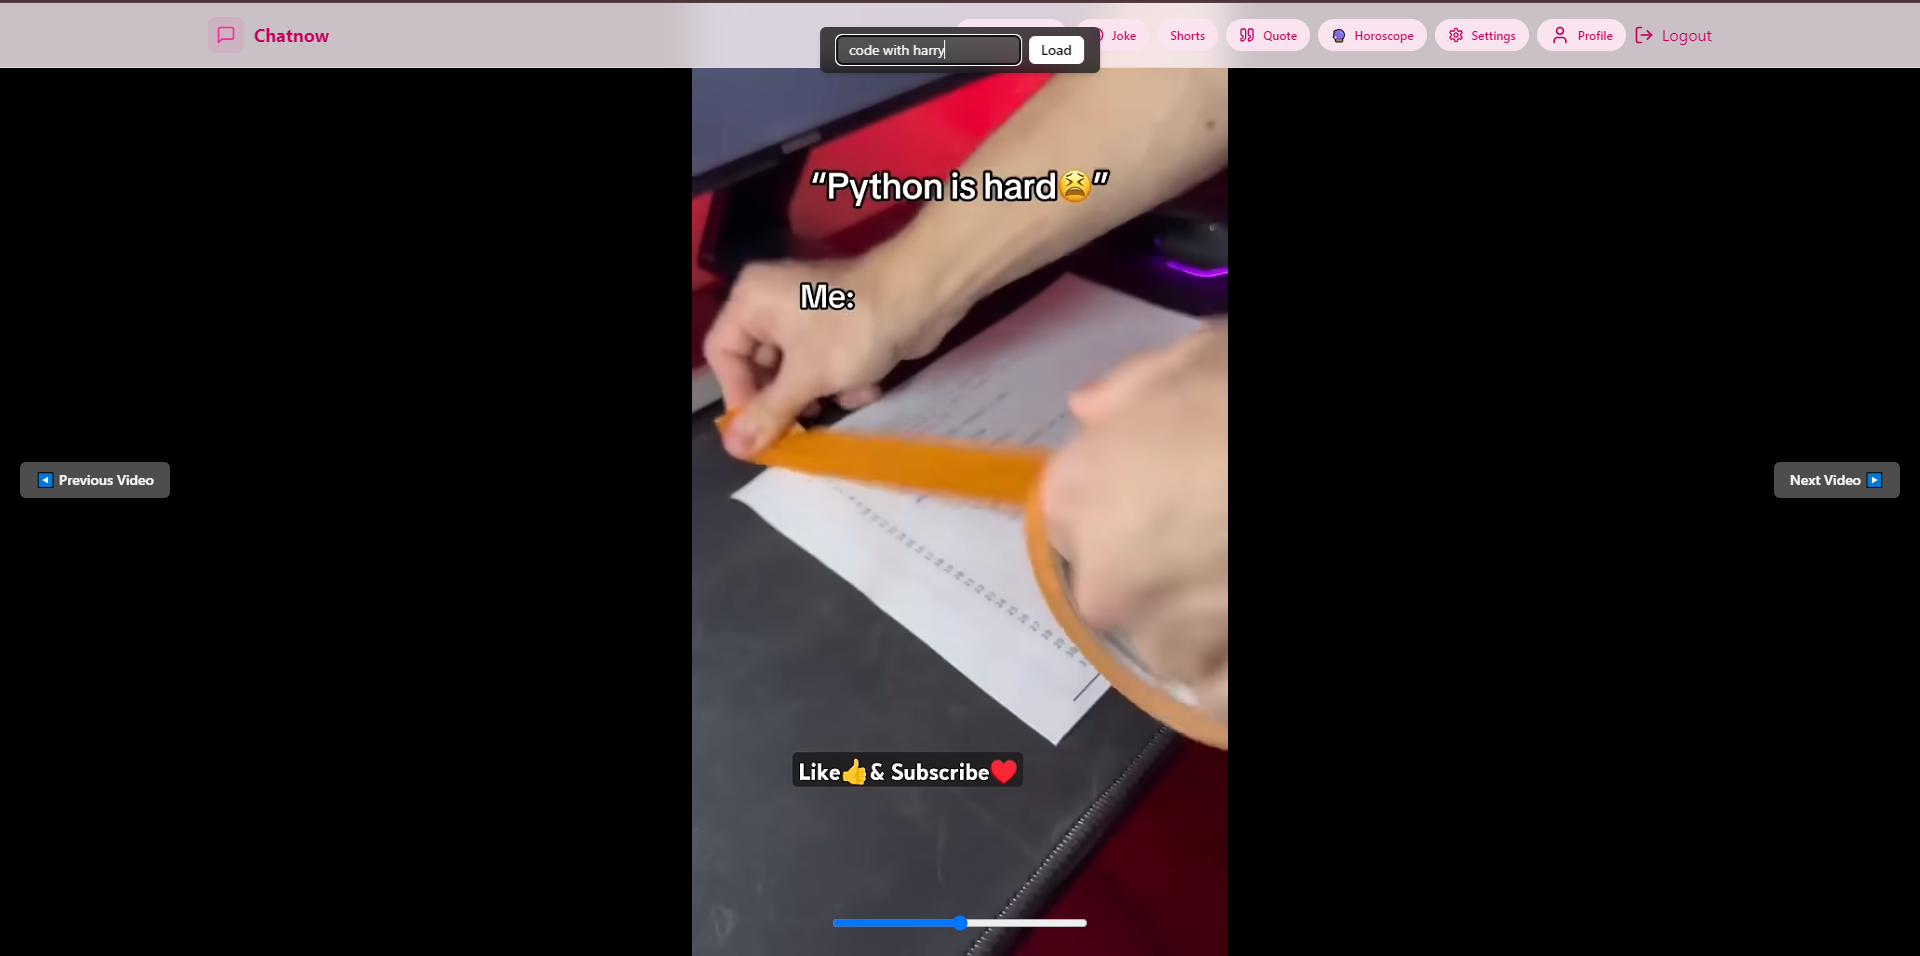 Chatnow
code with harry
Load
Joke
Shorts
Quote
Horoscope
Settings
Profile
Logout
“Python is hard😫”
Me:
Previous Video
Next Video
Like👍& Subscribe❤️